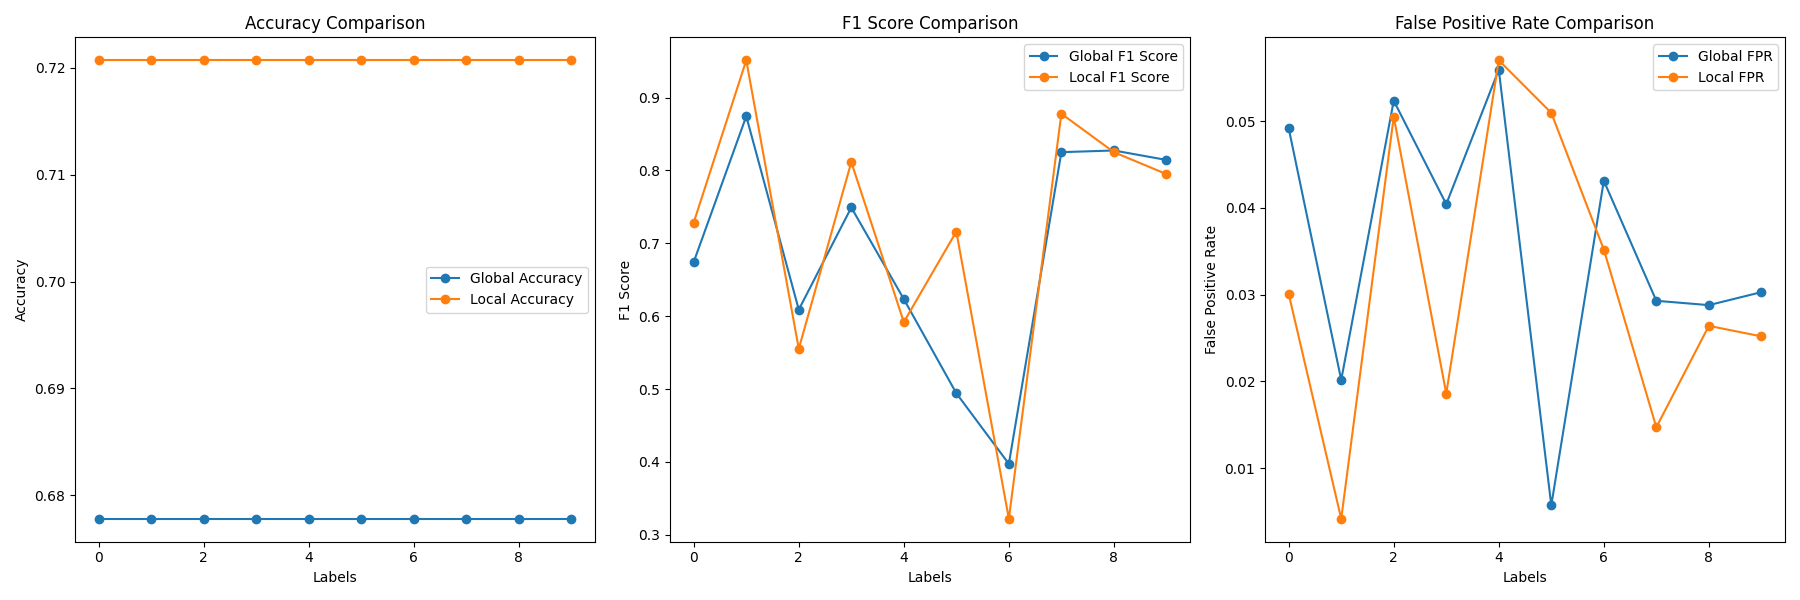 Accuracy Comparison
Accuracy
0.72
0.71
0.70
0.69
0.68
Global Accuracy
Local Accuracy
0 2 4 6 8
Labels
F1 Score Comparison
F1 Score
0.9
0.8
0.7
0.6
0.5
0.4
0.3
Global F1 Score
Local F1 Score
0 2 4 6 8
Labels
False Positive Rate Comparison
False Positive Rate
0.05
0.04
0.03
0.02
0.01
Global FPR
Local FPR
0 2 4 6 8
Labels